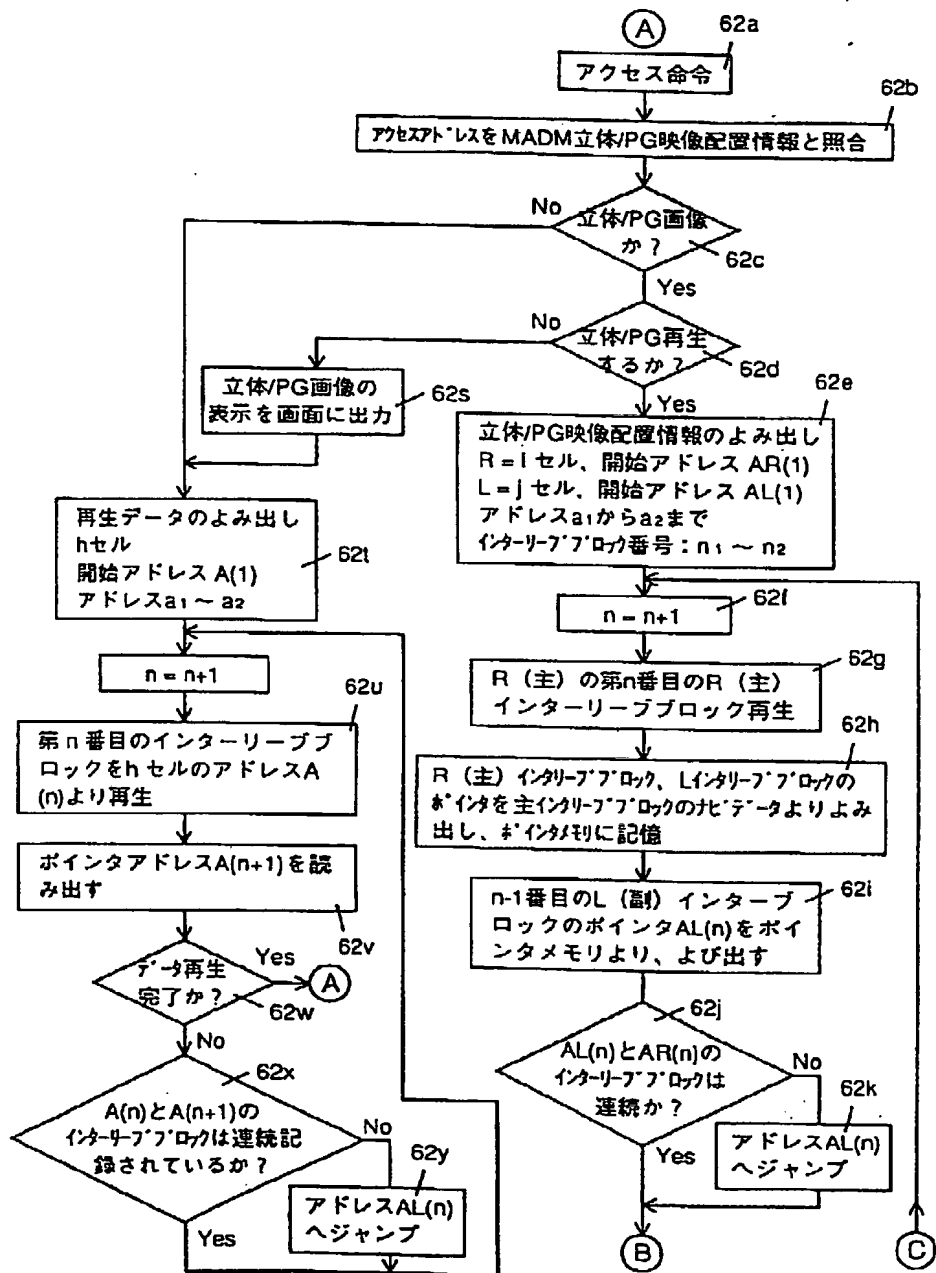 A
62a
アクセス命令
62b
アクセスアドレスをMADM立体/PG映像配置情報と照合
No
立体/PG画像
か?
62c
Yes
No
立体/PG再生
するか?
62d
立体/PG画像の
表示を画面に出力
62s
Yes
62e
立体/PG映像配置情報のよみ出し
R=iセル、開始アドレス AR(1)
L=jセル、開始アドレス AL(1)
アドレスa1からa2まで
インターリーブブロック番号:n1~n2
再生データのよみ出し
hセル
開始アドレス A(1)
アドレスa1~a2
62t
62f
n=n+1
n=n+1
62g
R(主)の第n番目のR(主)
インターリーブブロック再生
62u
第n番目のインターリーブブ
ロックをhセルのアドレスA
(n)より再生
62h
R(主)インタリーブブロック、Lインタリーブブロックの
ポインタを主インタリーブブロックのナビデータよりよみ
出し、ポインタメモリに記憶
ポインタアドレスA(n+1)を読
み出す
62v
n-1番目のL(副)インターブ
ロックのポインタAL(n)をポイ
ンタメモリより、よび出す
62i
データ再生
完了か?
Yes
A
62w
No
62j
AL(n)とAR(n)の
インターリーブブロックは
連続か?
No
62k
アドレスAL(n)
へジャンプ
Yes
B
C
62x
A(n)とA(n+1)の
インターリーブブロックは連続記
録されているか?
No
62y
アドレスAL(n)
へジャンプ
Yes